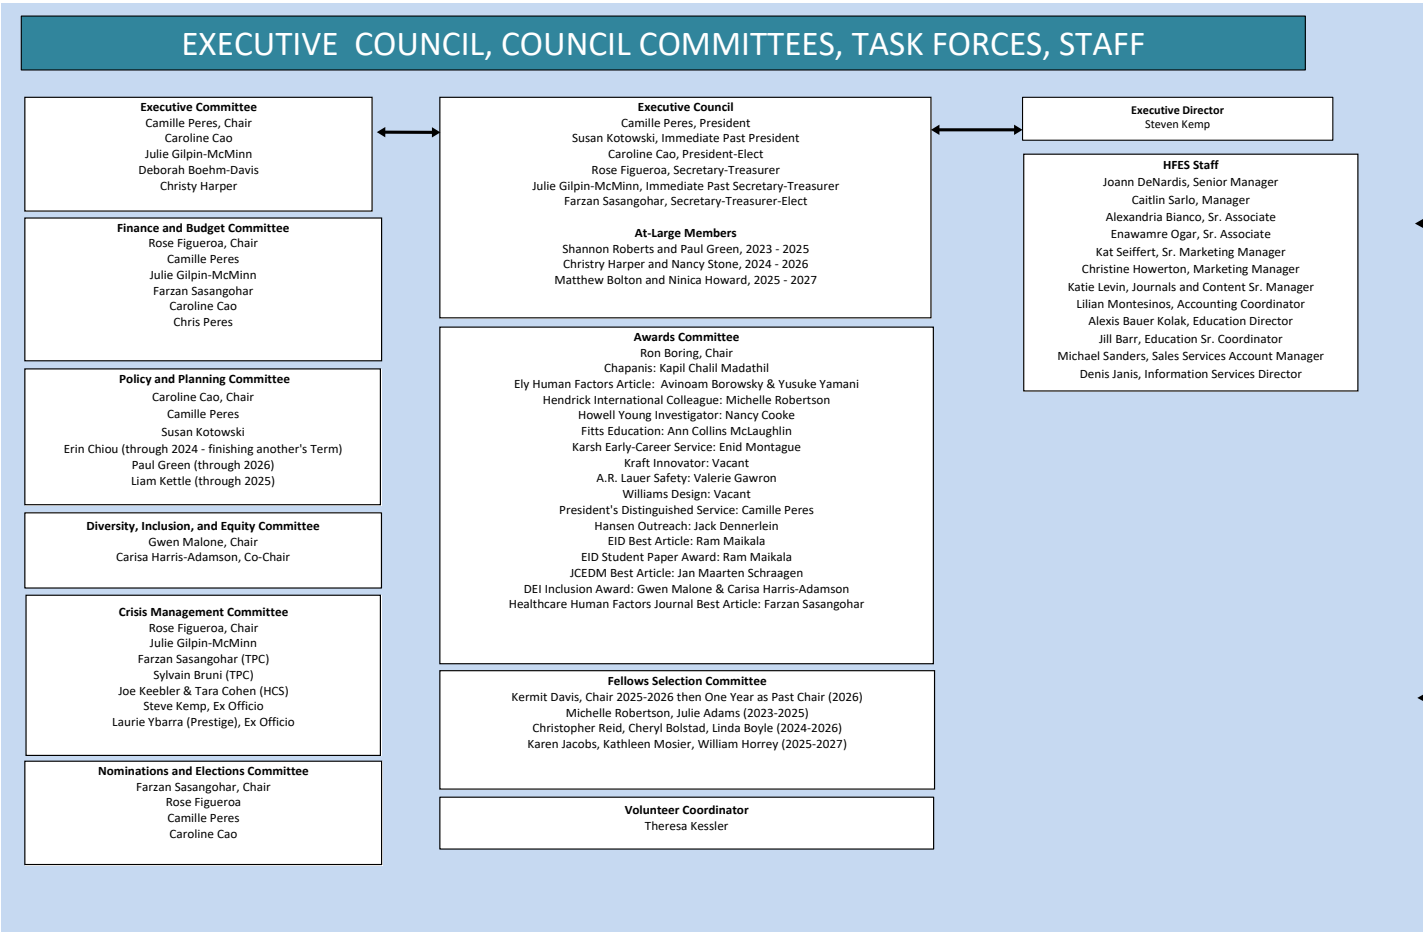 EXECUTIVE  COUNCIL, COUNCIL COMMITTEES, TASK FORCES, STAFF
Executive Committee
Camille Peres, Chair
Caroline Cao
Julie Gilpin-McMinn
Deborah Boehm-Davis
Christy Harper
Finance and Budget Committee
Rose Figueroa, Chair
Camille Peres
Julie Gilpin-McMinn
Farzan Sasangohar
Caroline Cao
Chris Peres
Policy and Planning Committee
Caroline Cao, Chair
Camille Peres
Susan Kotowski
Erin Chiou (through 2024 - finishing another's Term)
Paul Green (through 2026)
Liam Kettle (through 2025)
Diversity, Inclusion, and Equity Committee
Gwen Malone, Chair
Carisa Harris-Adamson, Co-Chair
Crisis Management Committee
Rose Figueroa, Chair
Julie Gilpin-McMinn
Farzan Sasangohar (TPC)
Sylvain Bruni (TPC)
Joe Keebler & Tara Cohen (HCS)
Steve Kemp, Ex Officio
Laurie Ybarra (Prestige), Ex Officio
Nominations and Elections Committee
Farzan Sasangohar, Chair
Rose Figueroa
Camille Peres
Caroline Cao
Executive Council
Camille Peres, President
Susan Kotowski, Immediate Past President
Caroline Cao, President-Elect
Rose Figueroa, Secretary-Treasurer
Julie Gilpin-McMinn, Immediate Past Secretary-Treasurer
Farzan Sasangohar, Secretary-Treasurer-Elect
At-Large Members
Shannon Roberts and Paul Green, 2023 - 2025
Christry Harper and Nancy Stone, 2024 - 2026
Matthew Bolton and Ninica Howard, 2025 - 2027
Awards Committee
Ron Boring, Chair
Chapanis: Kapil Chalil Madathil
Ely Human Factors Article:  Avinoam Borowsky & Yusuke Yamani
Hendrick International Colleague: Michelle Robertson
Howell Young Investigator: Nancy Cooke
Fitts Education: Ann Collins McLaughlin
Karsh Early-Career Service: Enid Montague
Kraft Innovator: Vacant
A.R. Lauer Safety: Valerie Gawron
Williams Design: Vacant
President's Distinguished Service: Camille Peres
Hansen Outreach: Jack Dennerlein
EID Best Article: Ram Maikala
EID Student Paper Award: Ram Maikala
JCEDM Best Article: Jan Maarten Schraagen
DEI Inclusion Award: Gwen Malone & Carisa Harris-Adamson
Healthcare Human Factors Journal Best Article: Farzan Sasangohar
Fellows Selection Committee
Kermit Davis, Chair 2025-2026 then One Year as Past Chair (2026)
Michelle Robertson, Julie Adams (2023-2025)
Christopher Reid, Cheryl Bolstad, Linda Boyle (2024-2026)
Karen Jacobs, Kathleen Mosier, William Horrey (2025-2027)
Volunteer Coordinator
Theresa Kessler
Executive Director
Steven Kemp
HFES Staff
Joann DeNardis, Senior Manager
Caitlin Sarlo, Manager
Alexandria Bianco, Sr. Associate
Enawamre Ogar, Sr. Associate
Kat Seiffert, Sr. Marketing Manager
Christine Howerton, Marketing Manager
Katie Levin, Journals and Content Sr. Manager
Lilian Montesinos, Accounting Coordinator
Alexis Bauer Kolak, Education Director
Jill Barr, Education Sr. Coordinator
Michael Sanders, Sales Services Account Manager
Denis Janis, Information Services Director